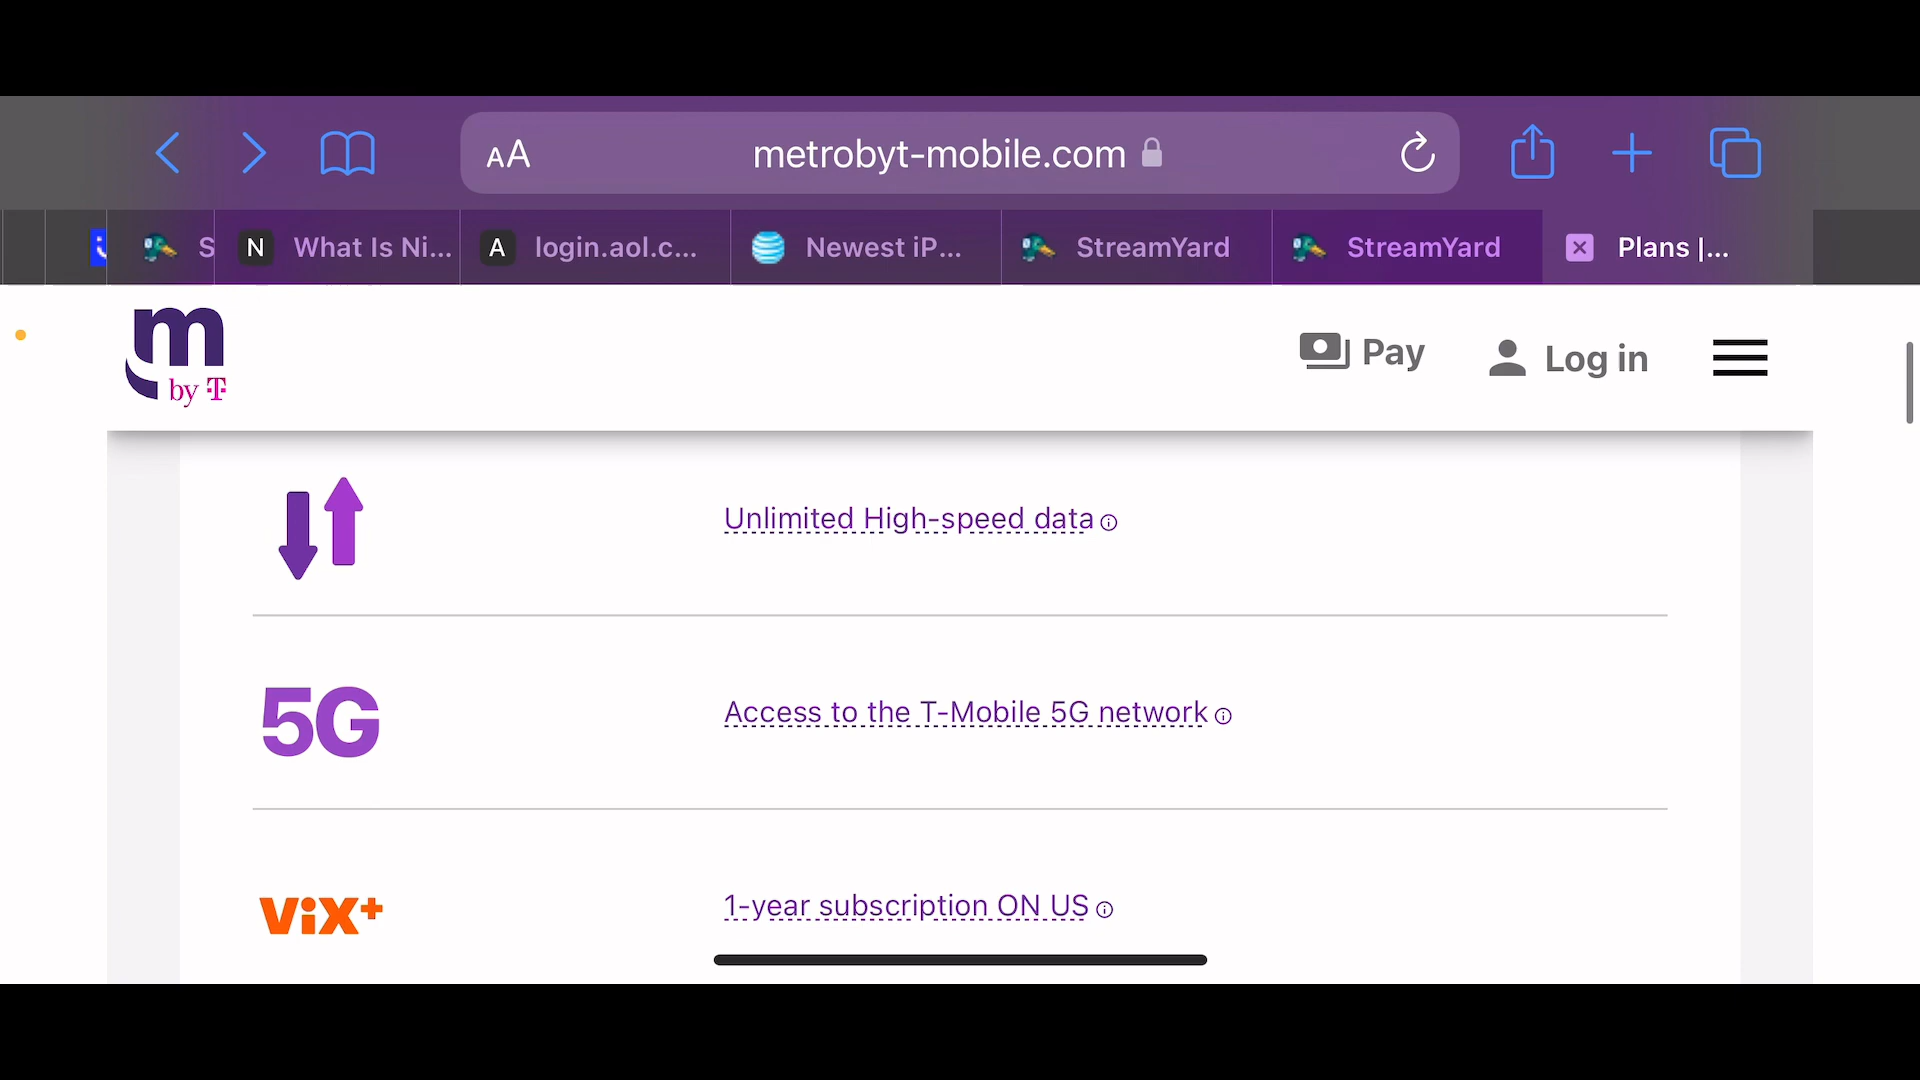 AA metrobyt-mobile.com
S N What Is Ni... A login.aol.c... Newest iP... StreamYard StreamYard Plans |...
m
by T
Pay Log in
Unlimited High-speed data
5G Access to the T-Mobile 5G network
ViX+ 1-year subscription ON US